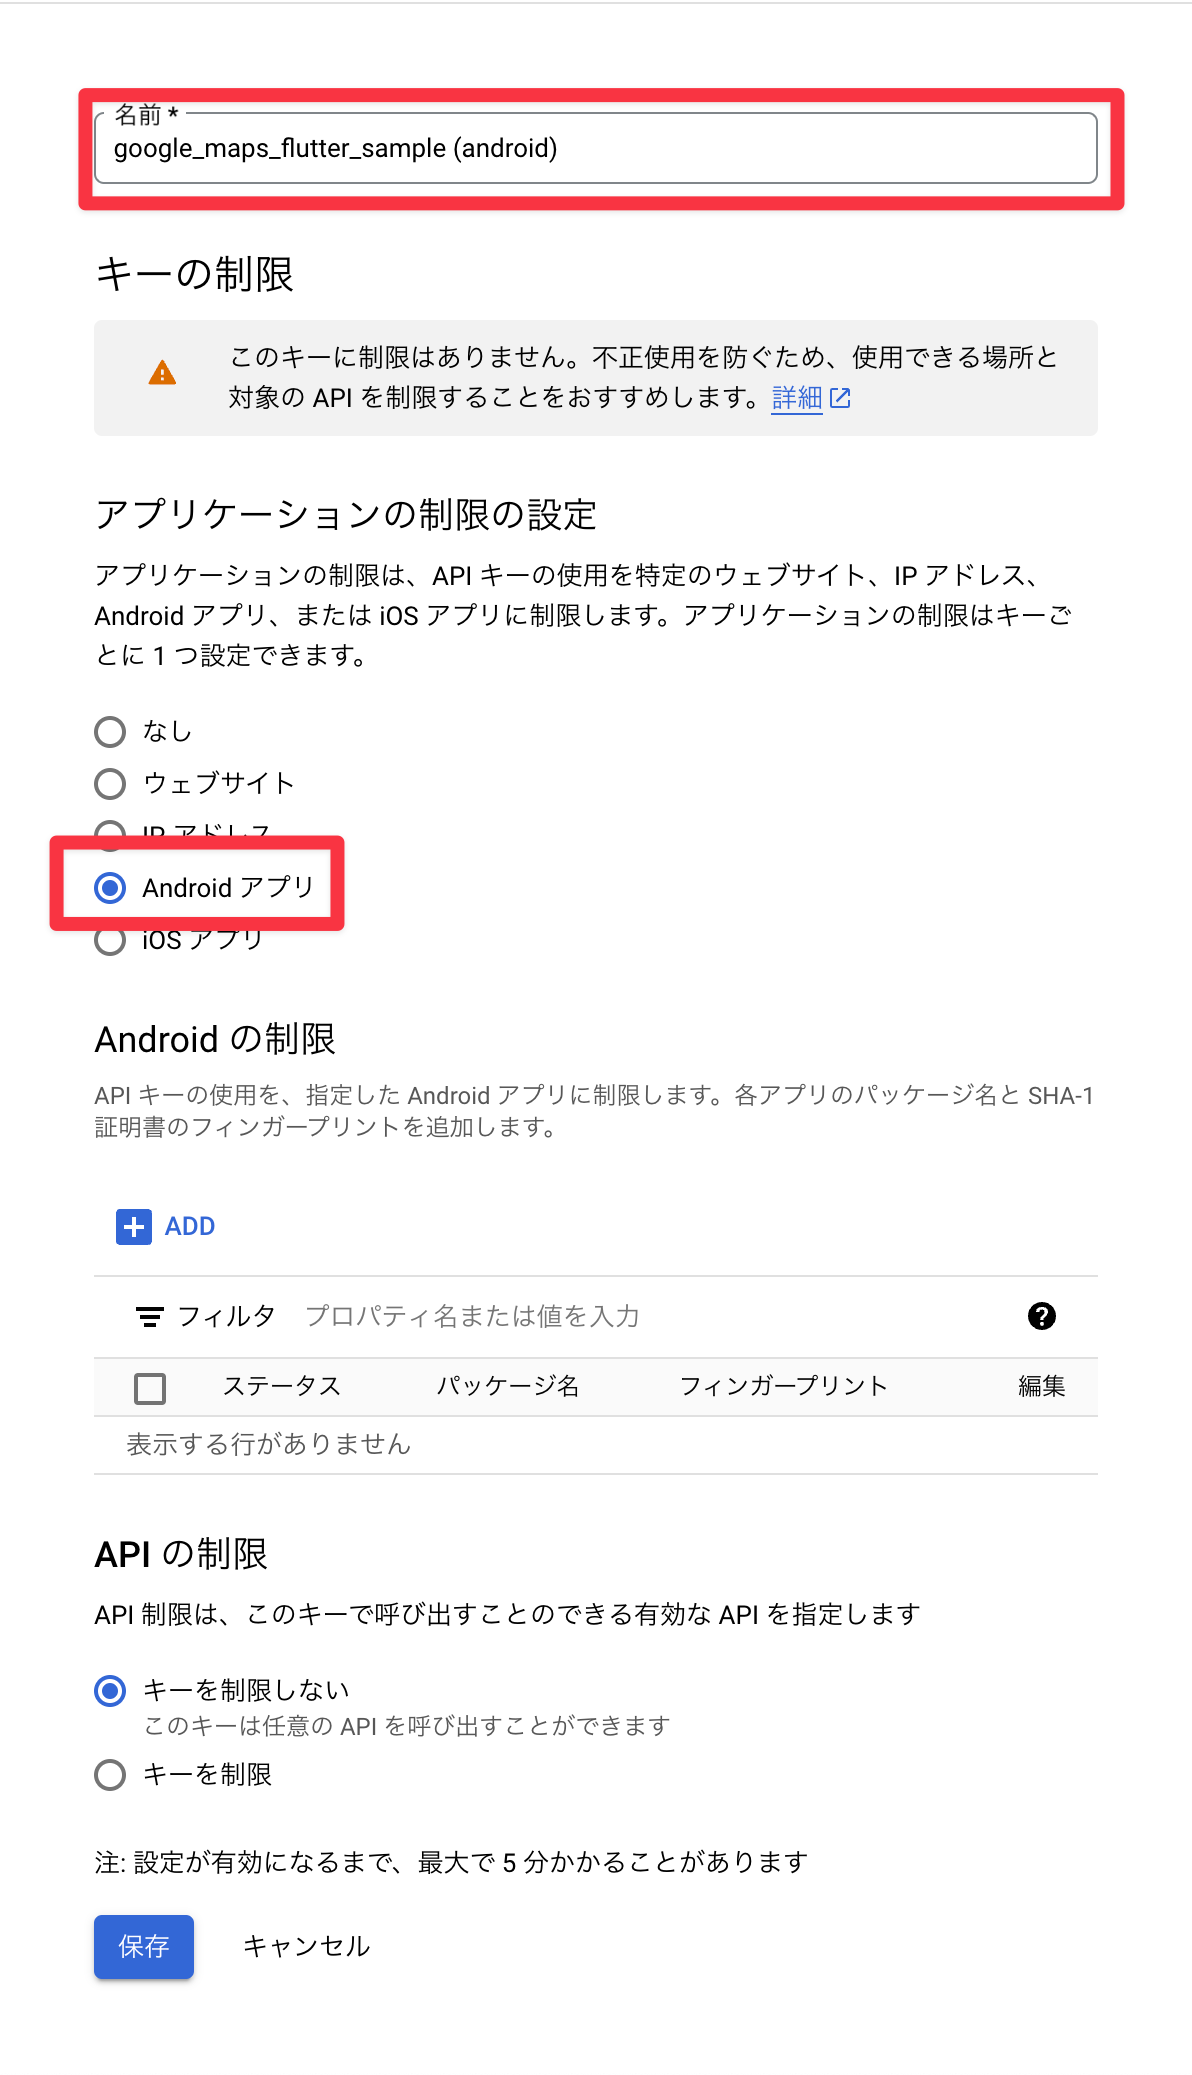 名前 *
google_maps_flutter_sample (android)
キーの制限
このキーに制限はありません。不正使用を防ぐため、使用できる場所と
対象の API を制限することをおすすめします。詳細
アプリケーションの制限の設定
アプリケーションの制限は、API キーの使用を特定のウェブサイト、IP アドレス、
Android アプリ、または iOS アプリに制限します。アプリケーションの制限はキーご
とに 1 つ設定できます。
なし
ウェブサイト
IP アドレス
Android アプリ
iOS アプリ
Android の制限
API キーの使用を、指定した Android アプリに制限します。各アプリのパッケージ名と SHA-1
証明書のフィンガープリントを追加します。
ADD
フィルタ プロパティ名または値を入力
ステータス パッケージ名 フィンガープリント 編集
表示する行がありません
API の制限
API 制限は、このキーで呼び出すことのできる有効な API を指定します
キーを制限しない
このキーは任意の API を呼び出すことができます
キーを制限
注: 設定が有効になるまで、最大で 5 分かかることがあります
保存 キャンセル